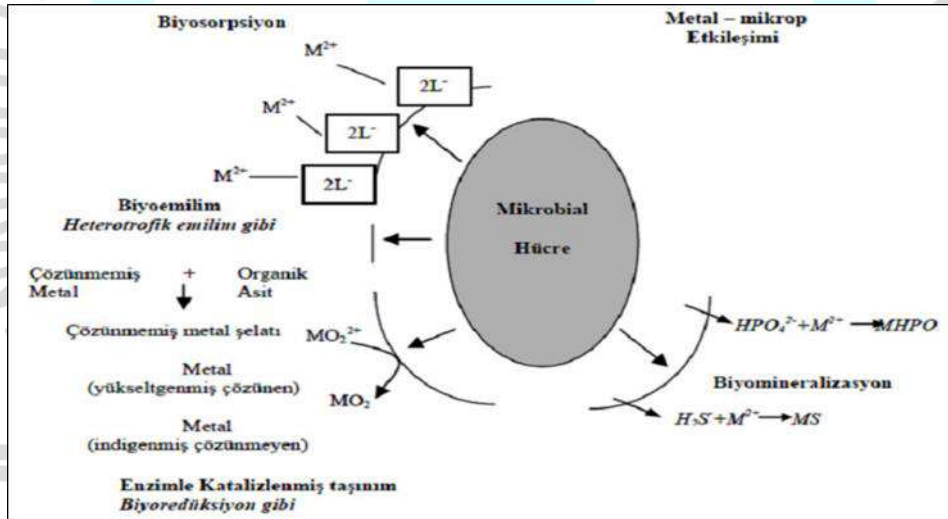 Biyosorpsiyon
Metal – mikrop
Etkileşimi
M²⁺
2L⁻
M²⁺
2L⁻
M²⁺
2L⁻
Biyoemilim
Heterotrofik emilim gibi
Mikrobial
Hücre
Çözünmemiş + Organik
Metal Asit
Çözünmemiş metal şelatı
MO₂²⁺
Metal
(yükseltgenmiş çözünen)
MO₂
Metal
(indigenmiş çözünmeyen)
HPO₄²⁻+M²⁺ → MHPO
Biyomineralizasyon
H₂S+M²⁺ → MS
Enzimle Katalizlenmiş taşınım
Biyoredüksiyon gibi